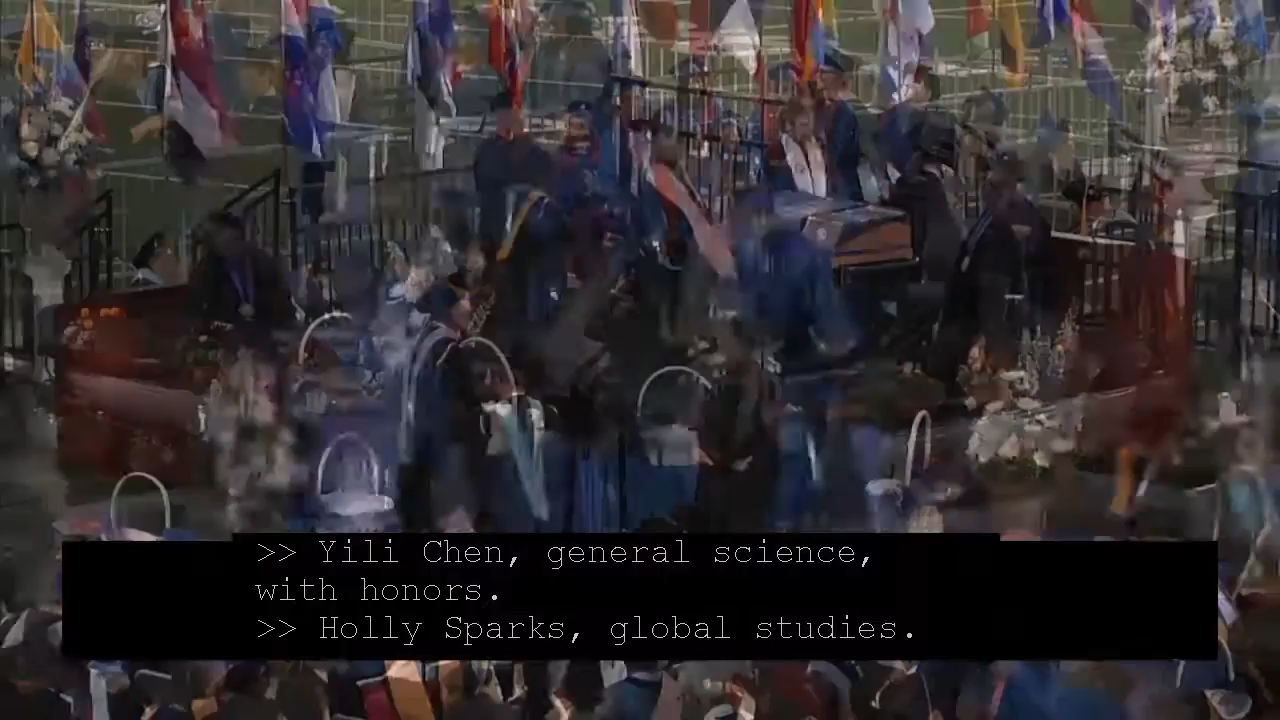 >> Yili Chen, general science,
with honors.
>> Holly Sparks, global studies.